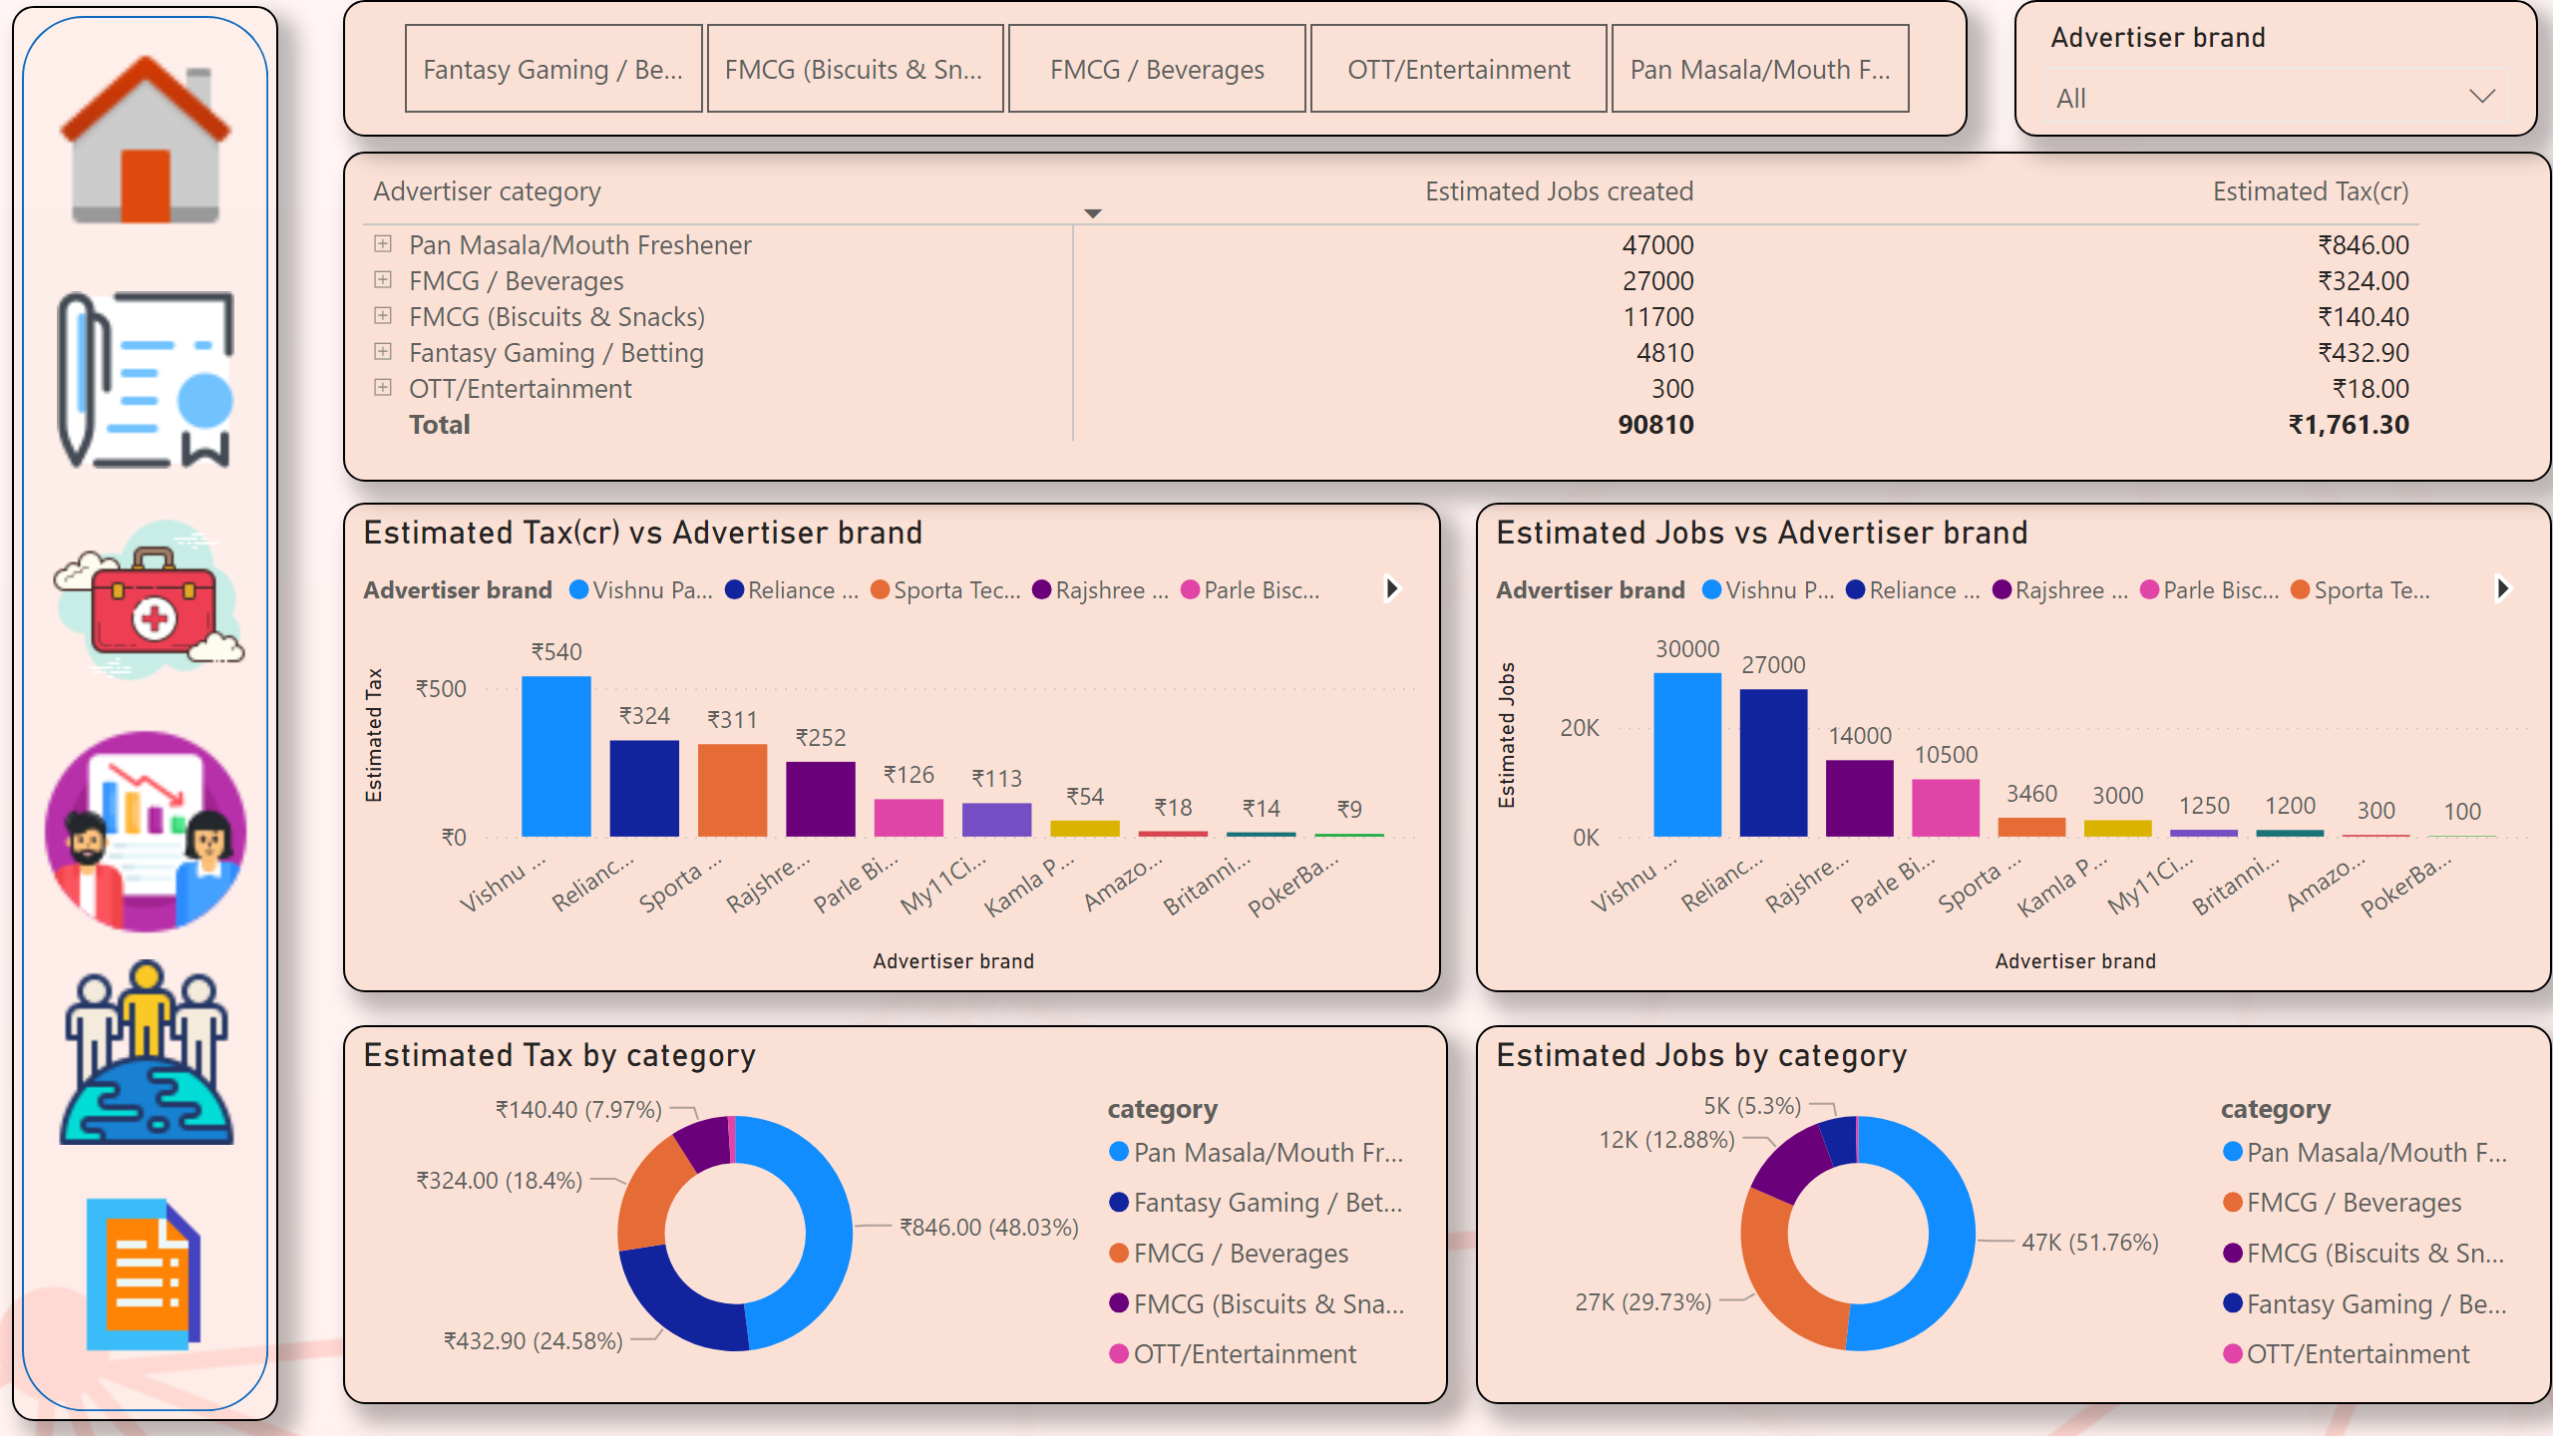 Fantasy Gaming / Be...
FMCG (Biscuits & Sn...
FMCG / Beverages
OTT/Entertainment
Pan Masala/Mouth F...
Advertiser brand
All
Advertiser category Estimated Jobs created Estimated Tax(cr)
Pan Masala/Mouth Freshener 47000 ₹846.00
FMCG / Beverages 27000 ₹324.00
FMCG (Biscuits & Snacks) 11700 ₹140.40
Fantasy Gaming / Betting 4810 ₹432.90
OTT/Entertainment 300 ₹18.00
Total 90810 ₹1,761.30
Estimated Tax(cr) vs Advertiser brand
Advertiser brand Vishnu Pa... Reliance ... Sporta Tec... Rajshree ... Parle Bisc...
Estimated Tax
₹500
₹0
₹540
₹324
₹311
₹252
₹126
₹113
₹54
₹18
₹14
₹9
Vishnu ...
Relianc...
Sporta ...
Rajshre...
Parle Bi...
My11Ci...
Kamla P...
Amazo...
Britanni...
PokerBa...
Advertiser brand
Estimated Jobs vs Advertiser brand
Advertiser brand Vishnu P... Reliance ... Rajshree ... Parle Bisc... Sporta Te...
Estimated Jobs
20K
0K
30000
27000
14000
10500
3460
3000
1250
1200
300
100
Vishnu ...
Relianc...
Rajshre...
Parle Bi...
Sporta ...
Kamla P...
My11Ci...
Britanni...
Amazo...
PokerBa...
Advertiser brand
Estimated Tax by category
₹140.40 (7.97%)
₹324.00 (18.4%)
₹846.00 (48.03%)
₹432.90 (24.58%)
category
Pan Masala/Mouth Fr...
Fantasy Gaming / Bet...
FMCG / Beverages
FMCG (Biscuits & Sna...
OTT/Entertainment
Estimated Jobs by category
5K (5.3%)
12K (12.88%)
47K (51.76%)
27K (29.73%)
category
Pan Masala/Mouth F...
FMCG / Beverages
FMCG (Biscuits & Sn...
Fantasy Gaming / Be...
OTT/Entertainment